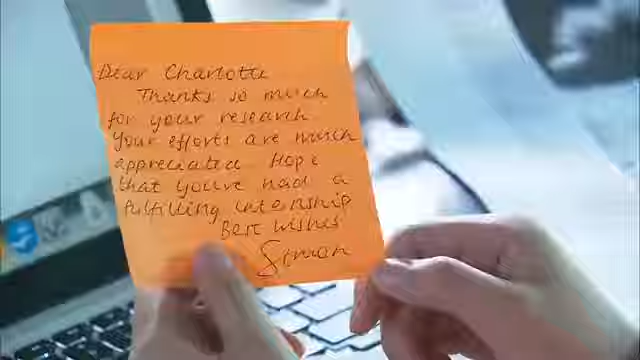 Dear Charlotte
Thanks so much
for your research
Your efforts are much
appreciated Hope
that you've had a
fulfilling internship
Best wishes
Simon